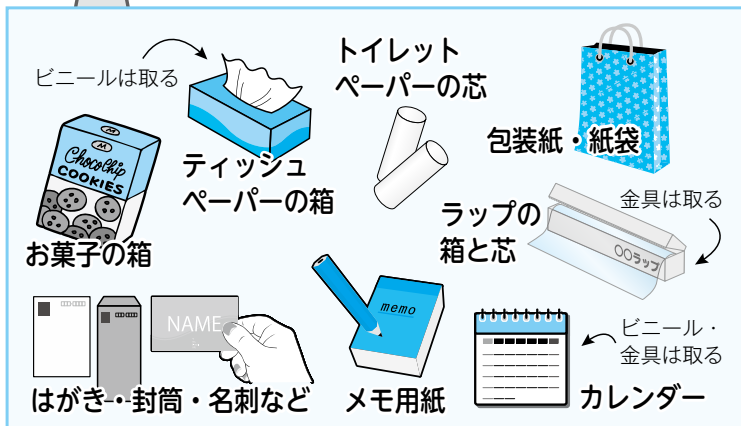 ビニールは取る
トイレット
ペーパーの芯
包装紙・紙袋
ChocoChip
COOKIES
お菓子の箱
ティッシュ
ペーパーの箱
ラップの
箱と芯
金具は取る
〇〇ラップ
NAME
はがき・封筒・名刺など
memo
メモ用紙
ビニール・
金具は取る
カレンダー